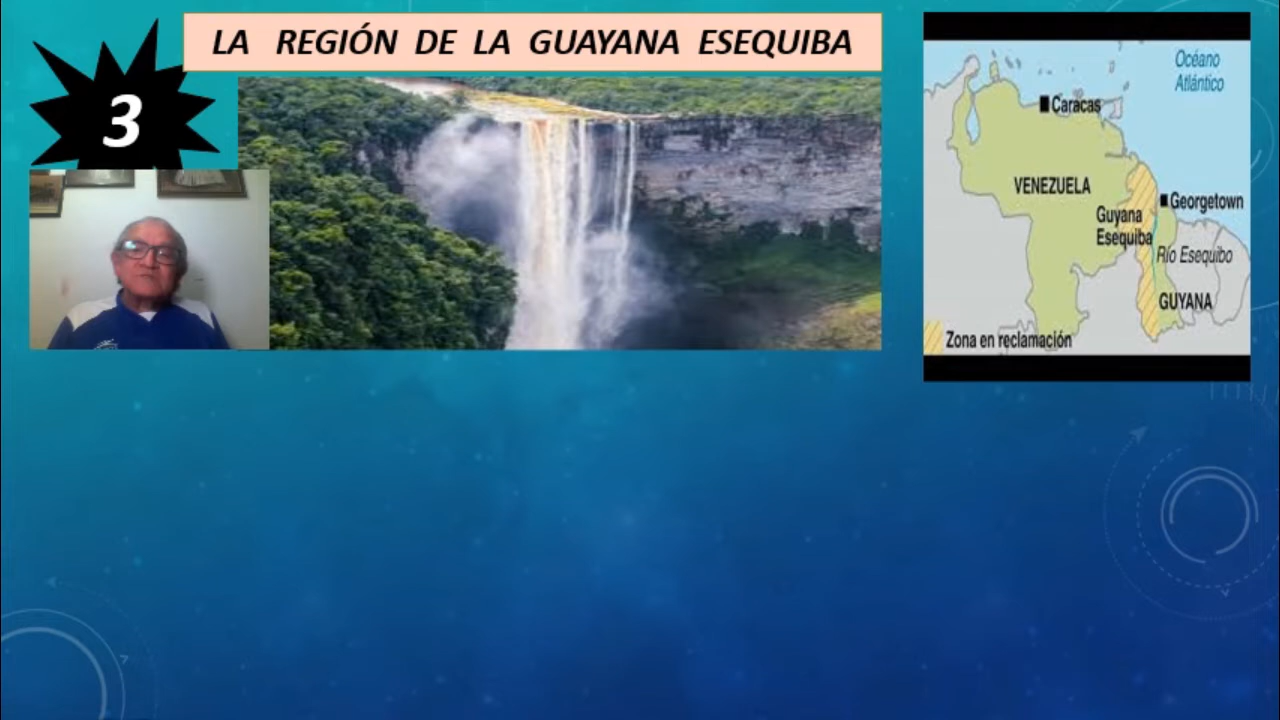 LA REGIÓN DE LA GUAYANA ESEQUIBA
3
Océano
Atlántico
Caracas
VENEZUELA
Georgetown
Guyana
Esequiba
Río Esequibo
GUYANA
Zona en reclamación